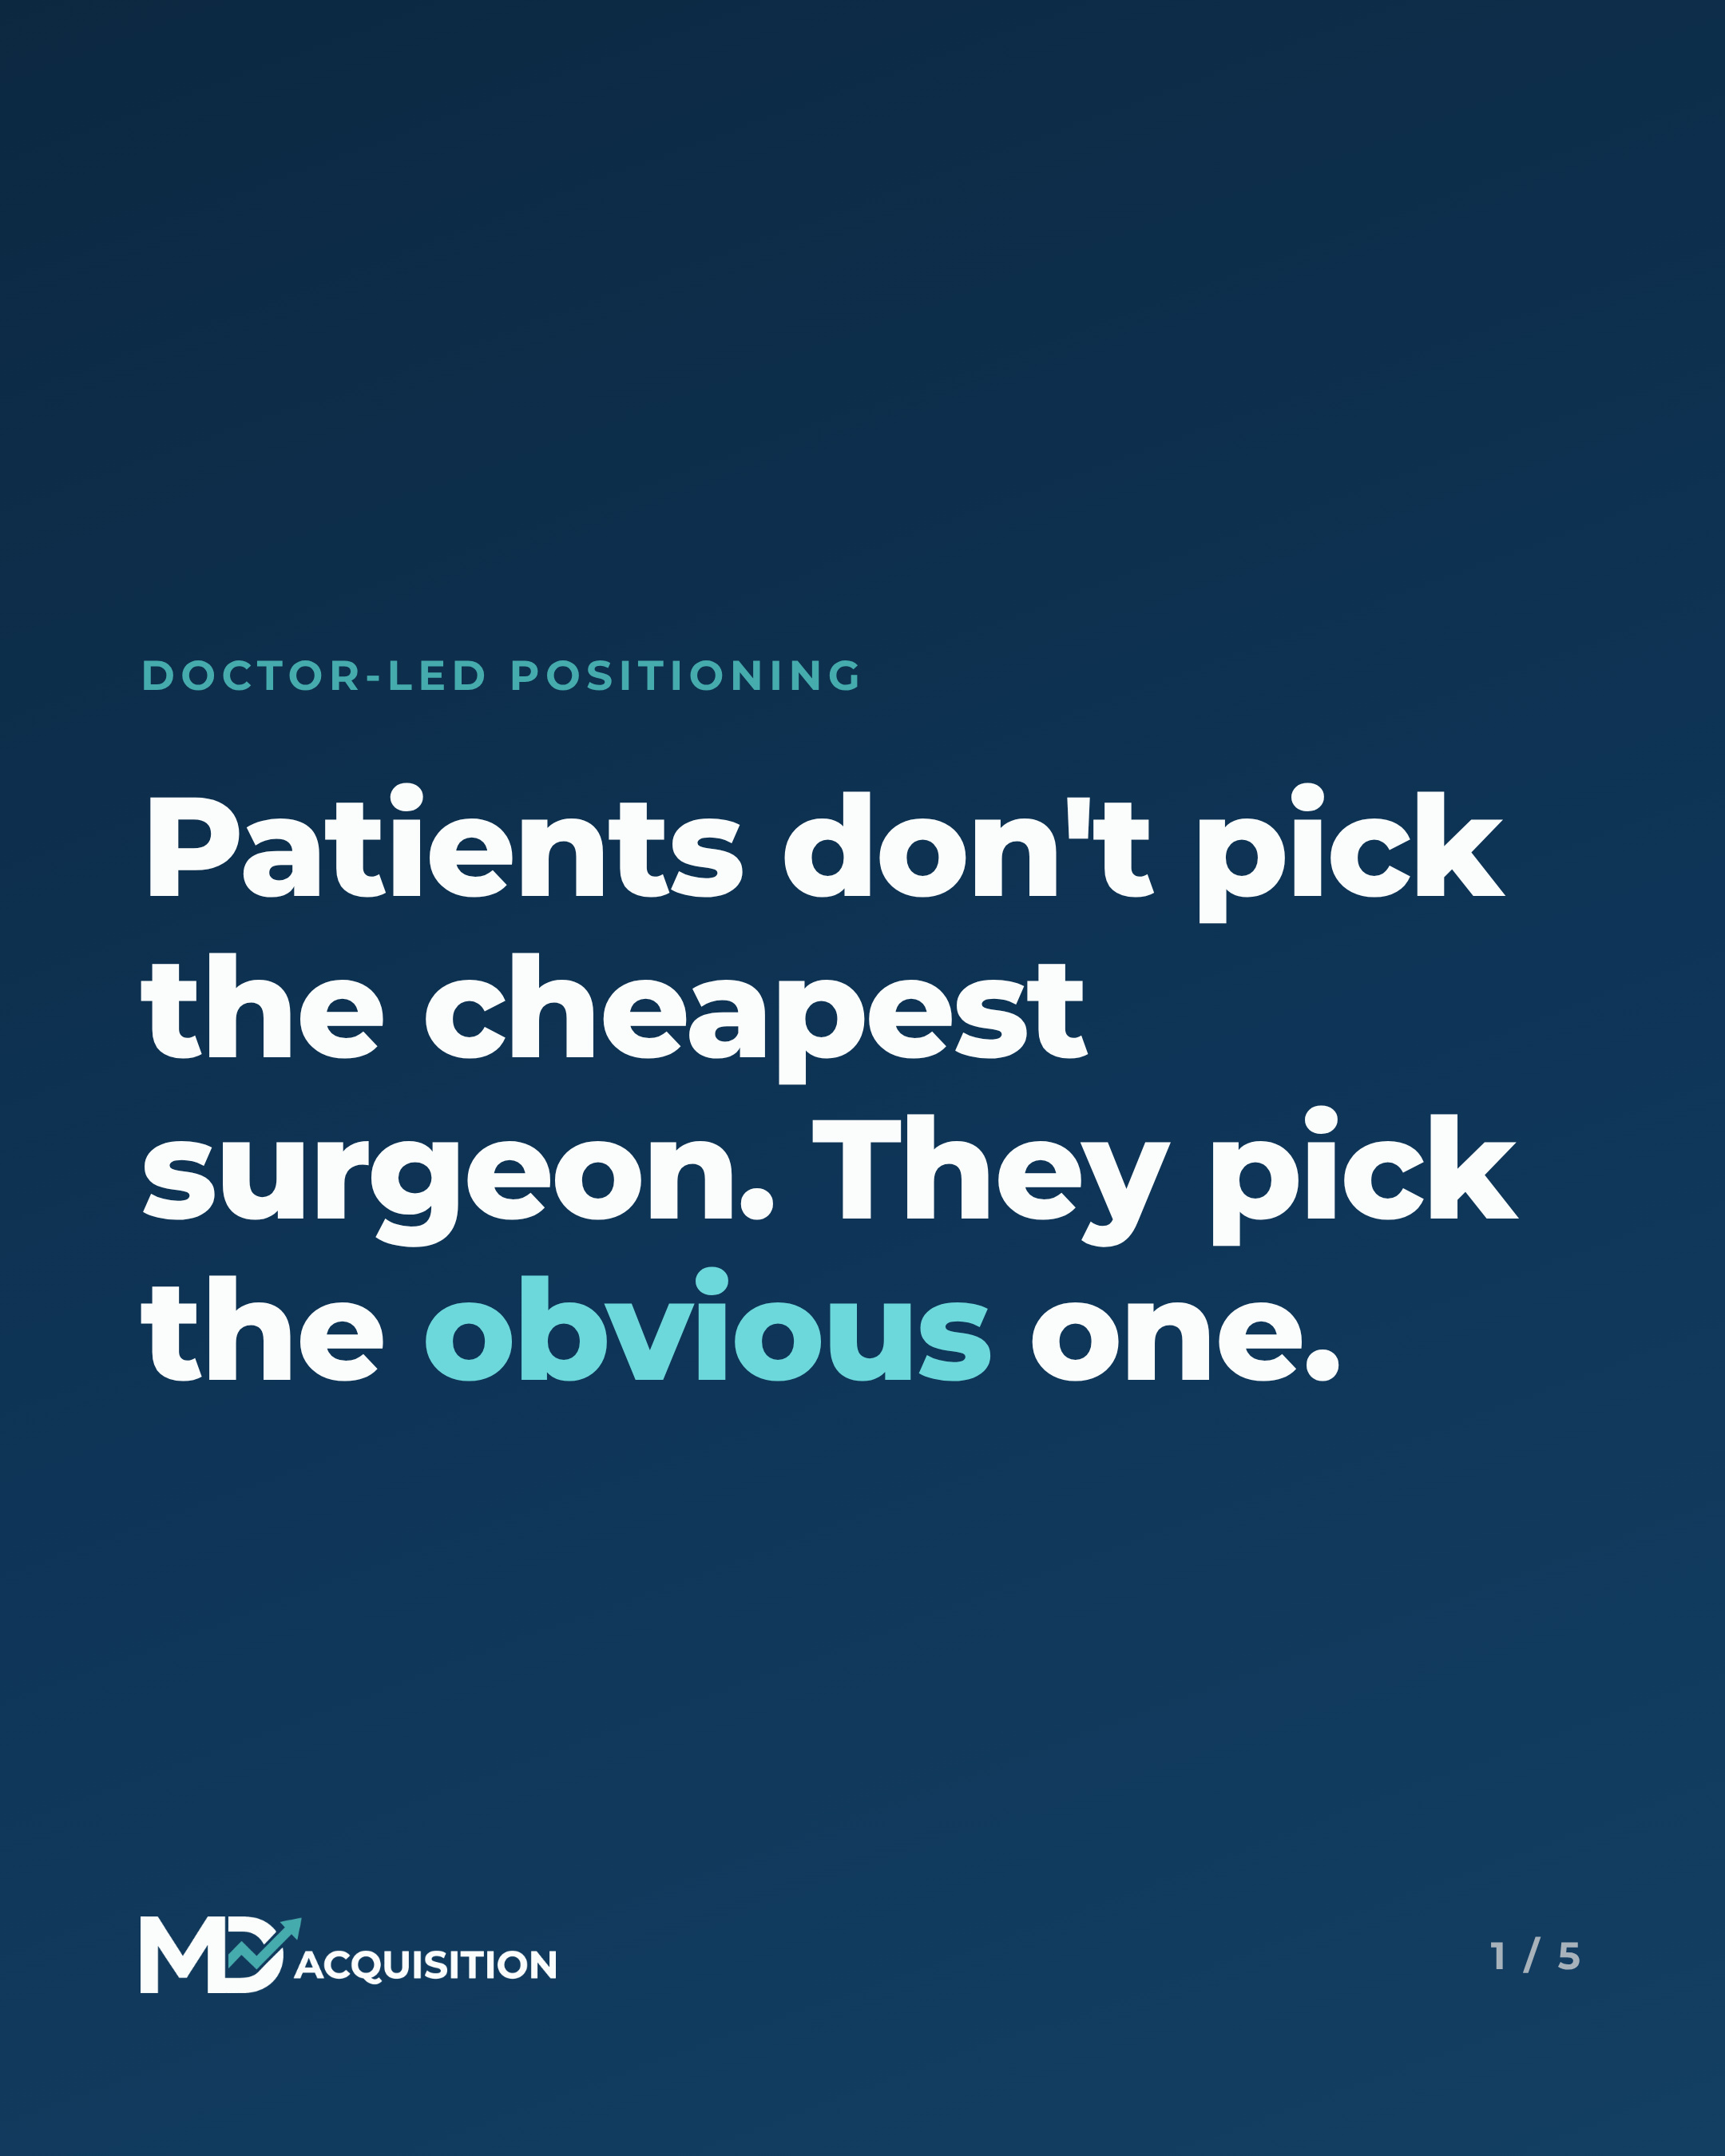 DOCTOR-LED POSITIONING
Patients don't pick
the cheapest
surgeon. They pick
the obvious one.
MD ACQUISITION
1 / 5